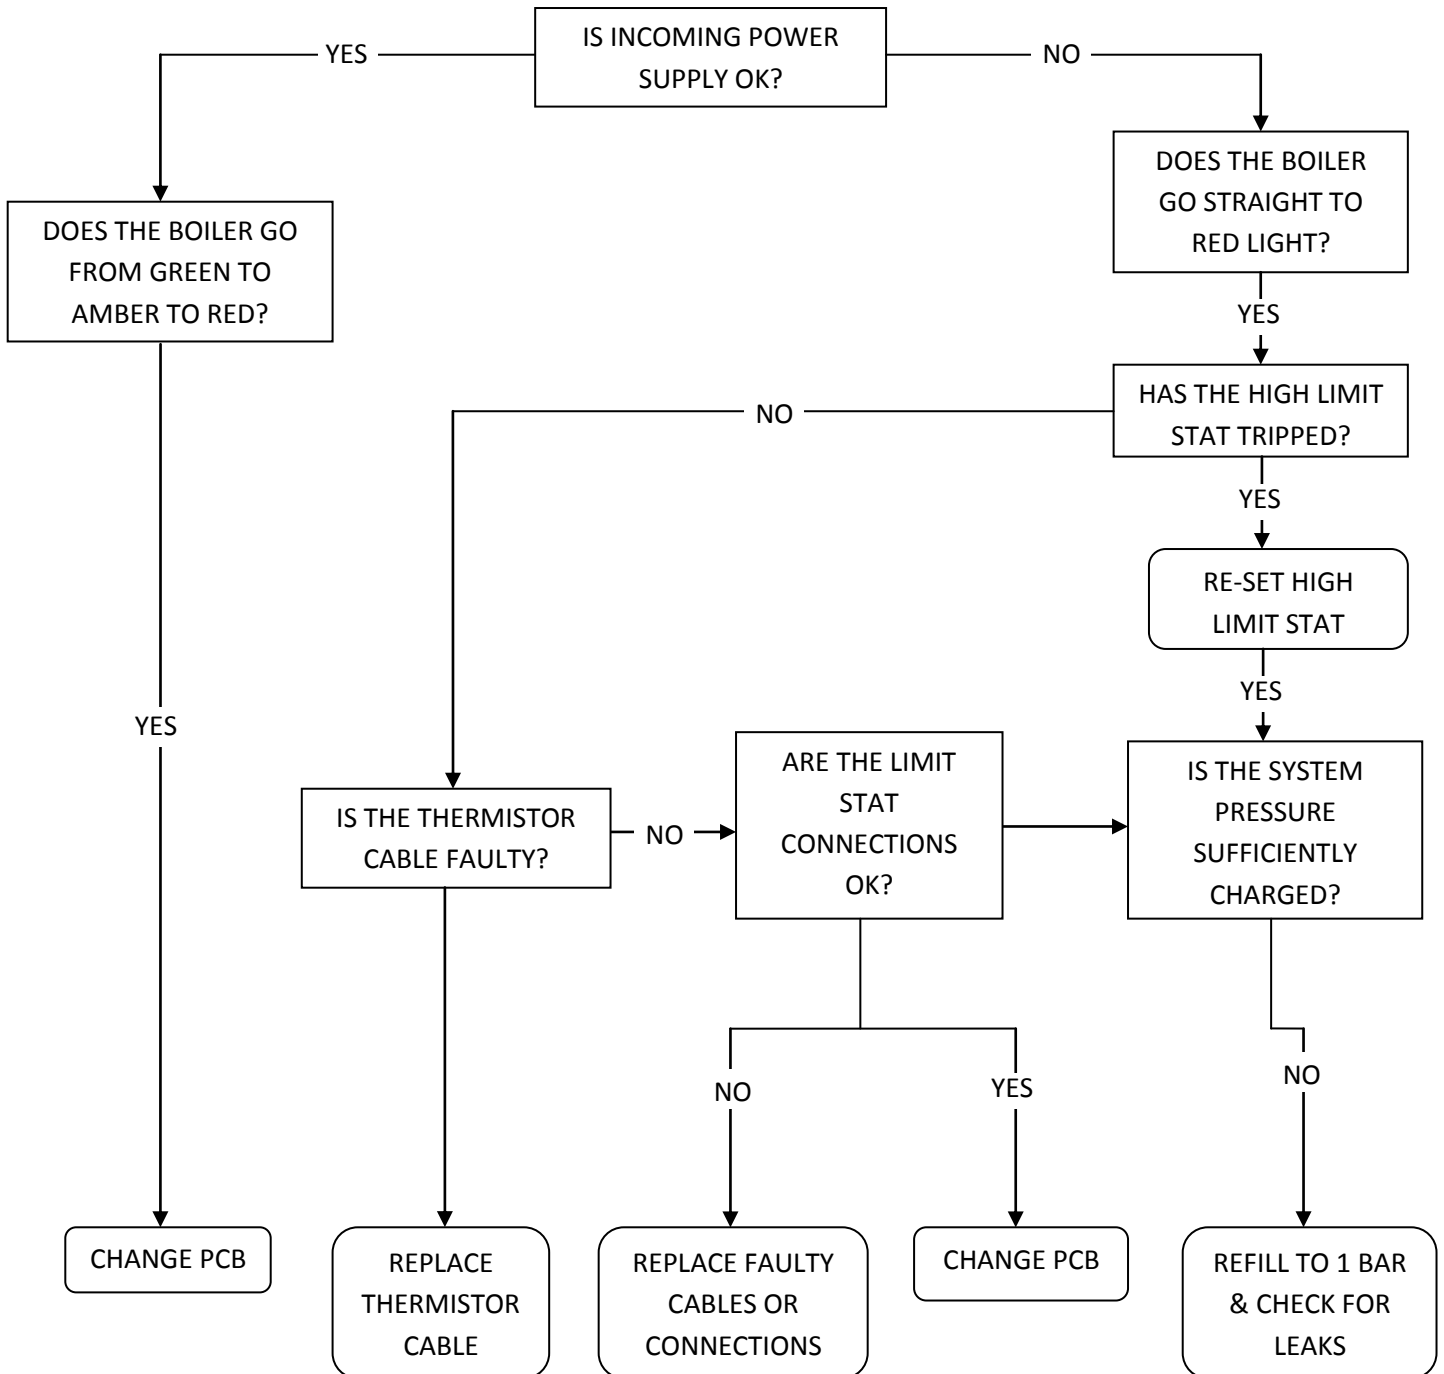 IS INCOMING POWER
SUPPLY OK?
YES
NO
DOES THE BOILER
GO STRAIGHT TO
RED LIGHT?
DOES THE BOILER GO
FROM GREEN TO
AMBER TO RED?
YES
HAS THE HIGH LIMIT
STAT TRIPPED?
NO
YES
RE-SET HIGH
LIMIT STAT
YES
YES
IS THE THERMISTOR
CABLE FAULTY?
NO
ARE THE LIMIT
STAT
CONNECTIONS
OK?
IS THE SYSTEM
PRESSURE
SUFFICIENTLY
CHARGED?
NO
YES
NO
CHANGE PCB
REPLACE
THERMISTOR
CABLE
REPLACE FAULTY
CABLES OR
CONNECTIONS
CHANGE PCB
REFILL TO 1 BAR
& CHECK FOR
LEAKS